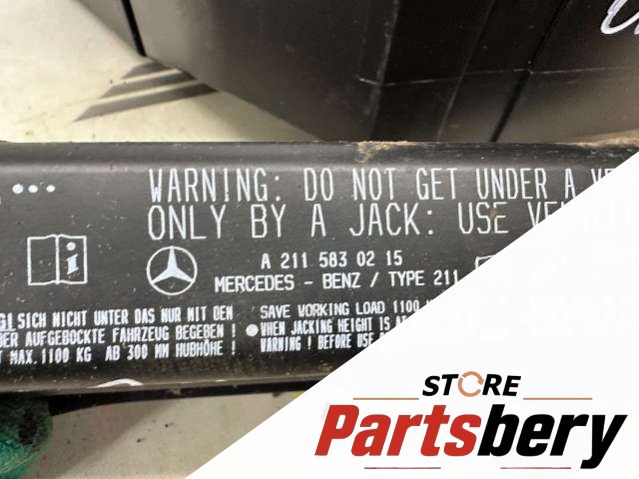 WARNING: DO NOT GET UNDER A
ONLY BY A JACK: USE
A 211 583 0 2 15
MERCEDES - BENZ / TYPE 211
SICH NICHT UNTER DAS NUR MIT DEN
AUFGEBOCKTE FAHRZEUG BEGEBEN !
MAX. 1100 KG AB 300 MM HUBHÖHE !
SAVE WORKING LOAD 1100
WHEN JACKING HEIGHT IS
WARNING ! BEFORE USE
STORE
Partsbery